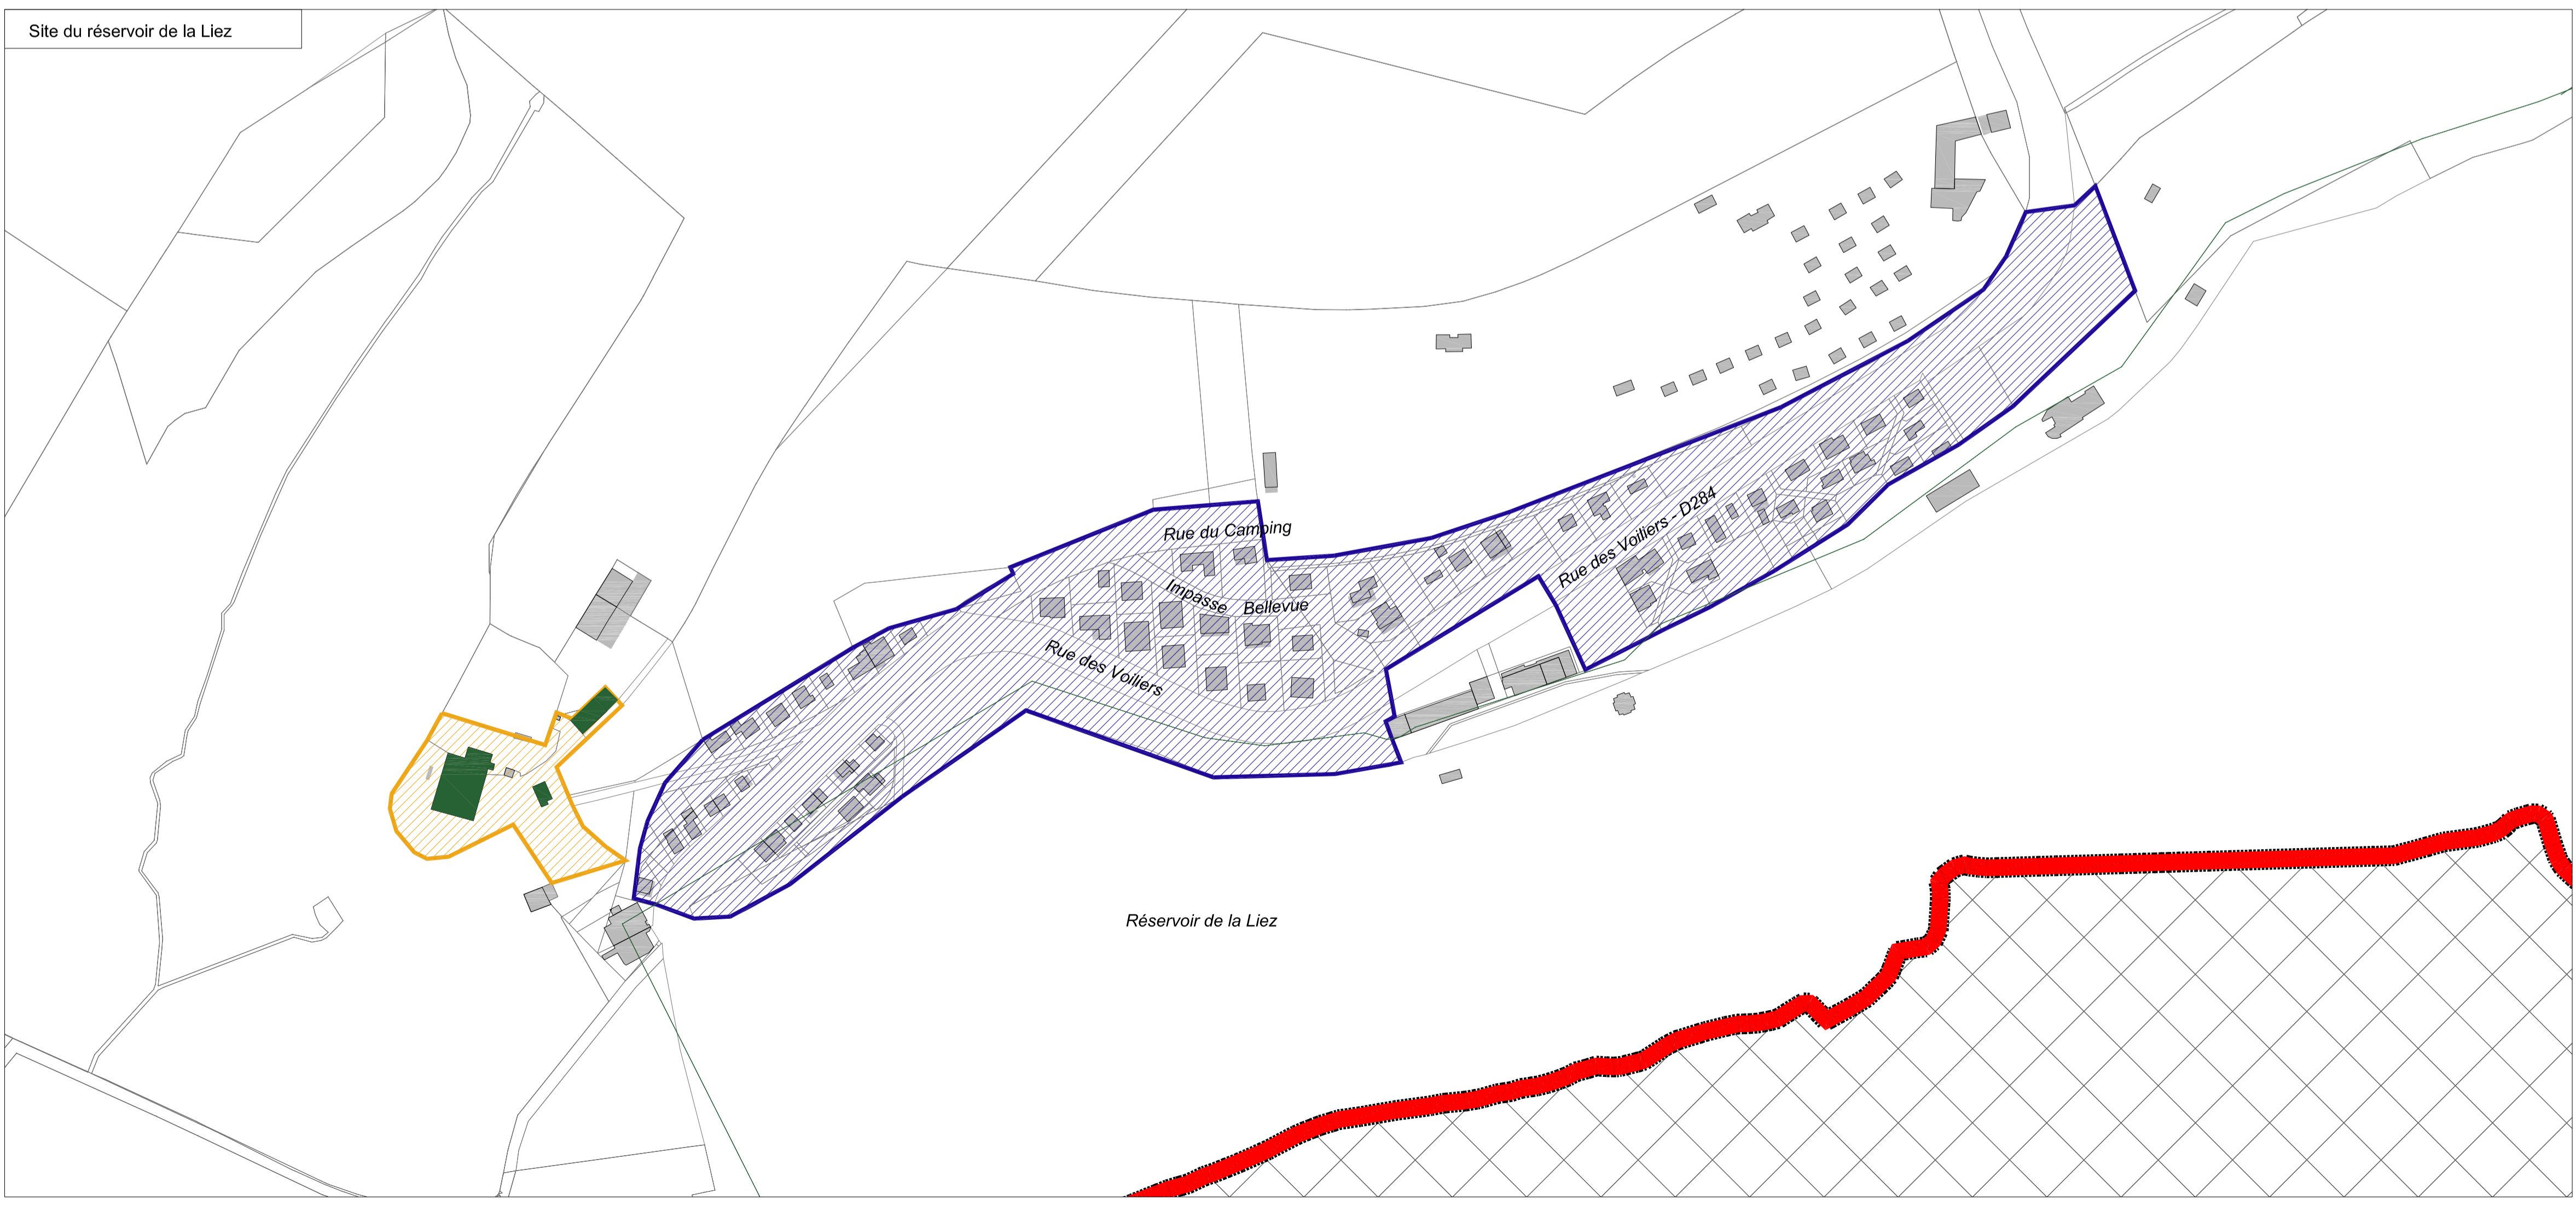 Site du réservoir de la Liez
Rue des Voiliers - D284
Rue du Camping
Impasse Bellevue
Rue des Voiliers
Réservoir de la Liez